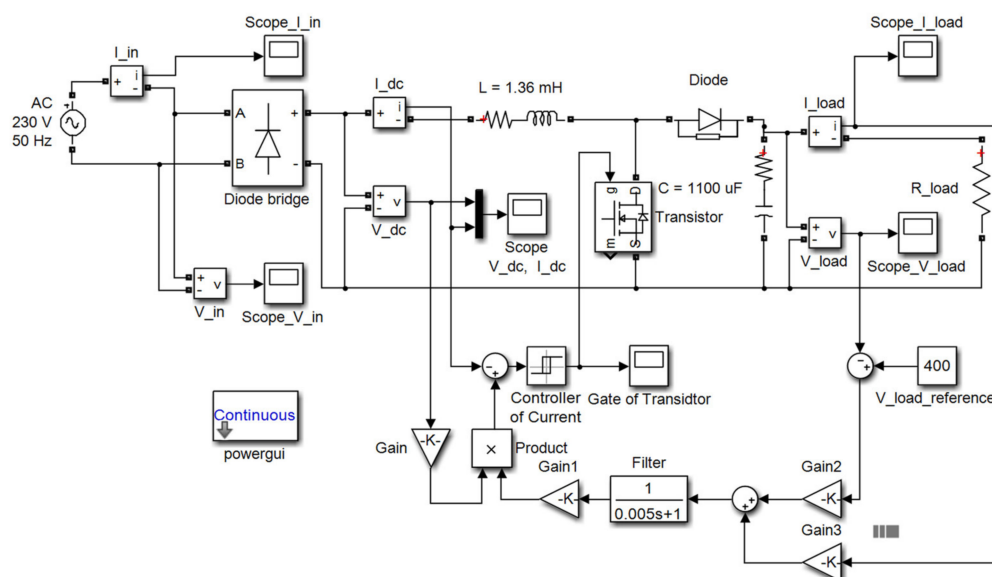 Scope_I_in
Scope_I_load
I_in
i
+
-
AC
230 V
50 Hz
+
A
B
+
-
Diode bridge
I_dc
+
-
i
L = 1.36 mH
Diode
I_load
+
-
i
+
-
v
V_dc
Scope
V_dc, I_dc
g
D
m
S
C = 1100 uF
Transistor
R_load
+
-
v
V_load
Scope_V_load
+
-
v
V_in
Scope_V_in
-
+
Controller
of Current
Gate of Transidtor
-
+
400
V_load_reference
Continuous
powergui
Gain
-K-
×
Product
Gain1
-K-
Filter
1
0.005s+1
+
+
Gain2
-K-
Gain3
-K-